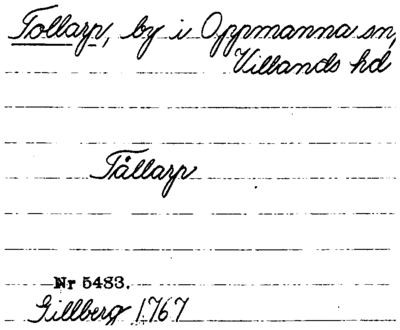 Tollarp, by i Oppmanna sn,
Villands hd
Tållarp
Nr 5483.
Gillberg 1767